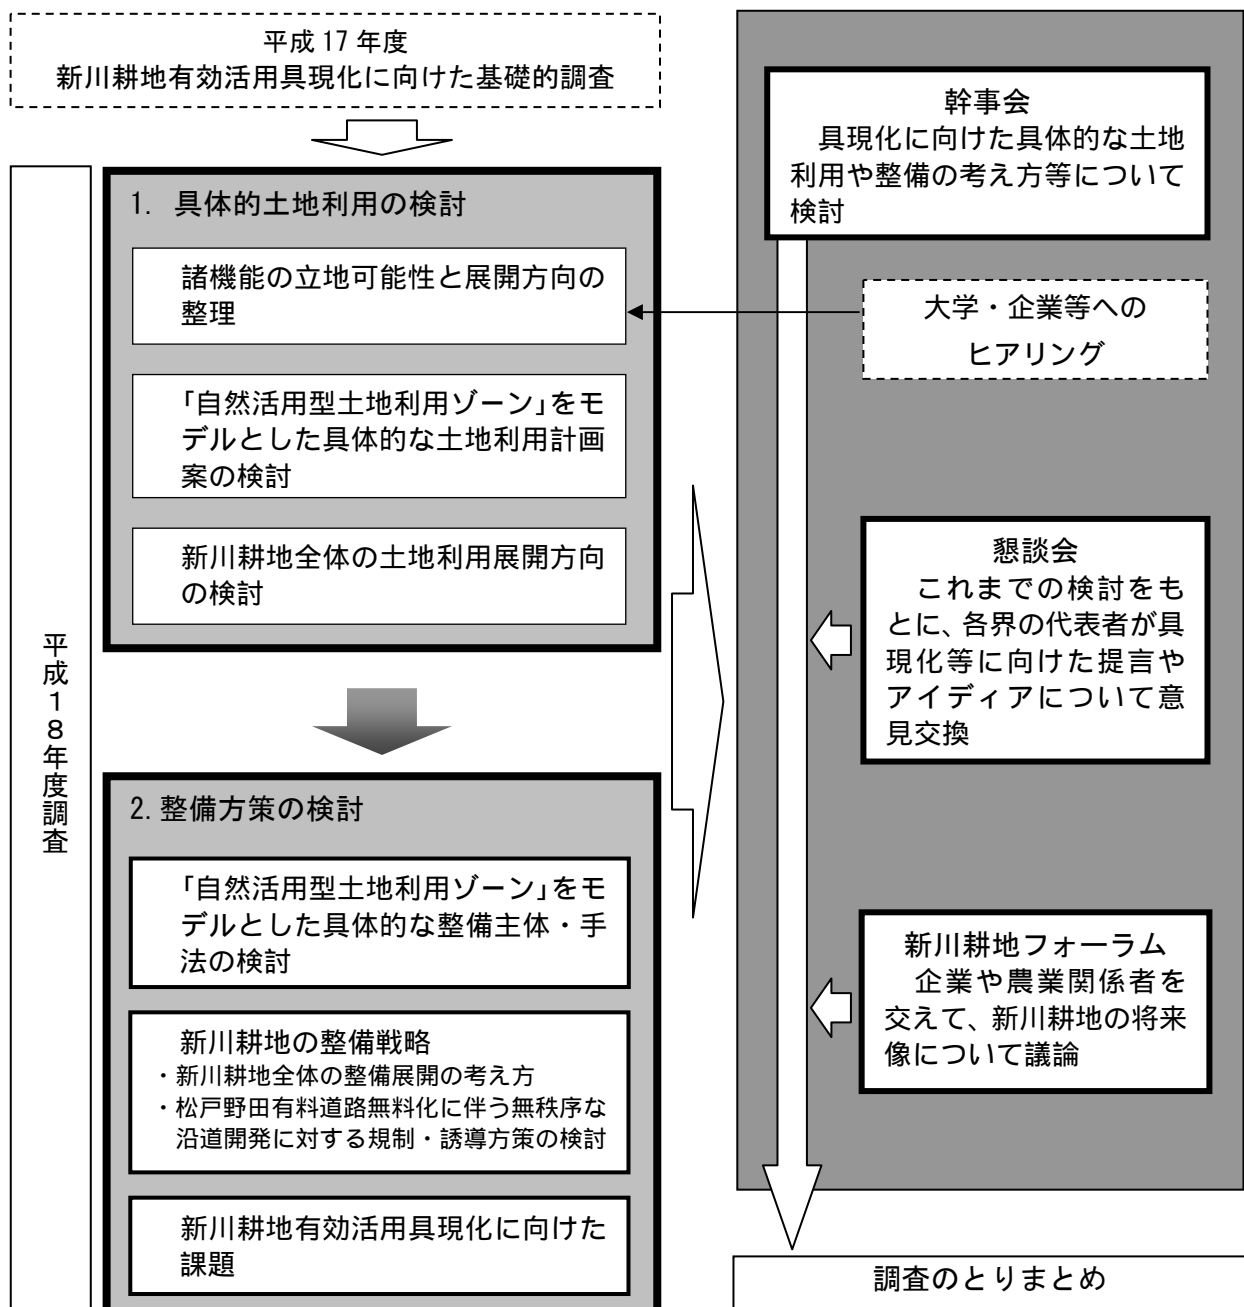 平成 17 年度
新川耕地有効活用具現化に向けた基礎的調査
平成１８年度調査
1. 具体的土地利用の検討
諸機能の立地可能性と展開方向の
整理
「自然活用型土地利用ゾーン」をモ
デルとした具体的な土地利用計画
案の検討
新川耕地全体の土地利用展開方向
の検討
2. 整備方策の検討
「自然活用型土地利用ゾーン」をモ
デルとした具体的な整備主体・手
法の検討
新川耕地の整備戦略
・新川耕地全体の整備展開の考え方
・松戸野田有料道路無料化に伴う無秩序な
沿道開発に対する規制・誘導方策の検討
新川耕地有効活用具現化に向けた
課題
幹事会
具現化に向けた具体的な土地
利用や整備の考え方等について
検討
大学・企業等への
ヒアリング
懇談会
これまでの検討をも
とに、各界の代表者が具
現化等に向けた提言や
アイディアについて意
見交換
新川耕地フォーラム
企業や農業関係者を
交えて、新川耕地の将来
像について議論
調査のとりまとめ